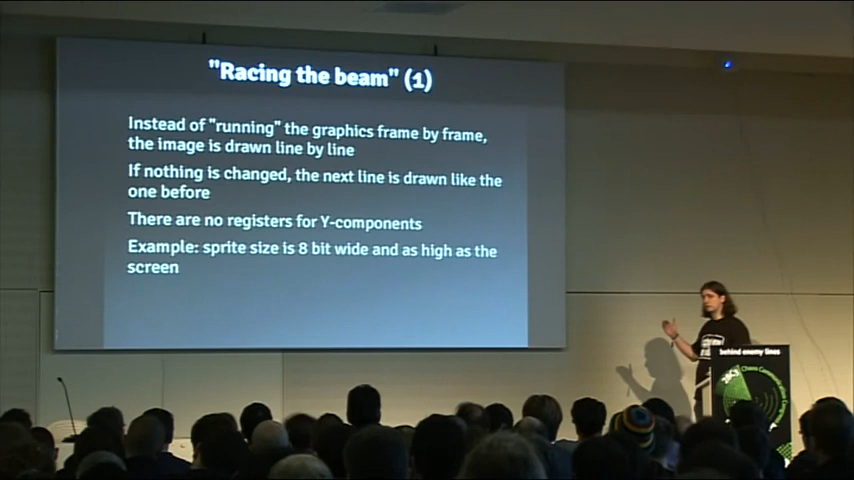 "Racing the beam" (1)
Instead of "running" the graphics frame by frame,
the image is drawn line by line
If nothing is changed, the next line is drawn like the
one before
There are no registers for Y-components
Example: sprite size is 8 bit wide and as high as the
screen
behind enemy lines
28C3